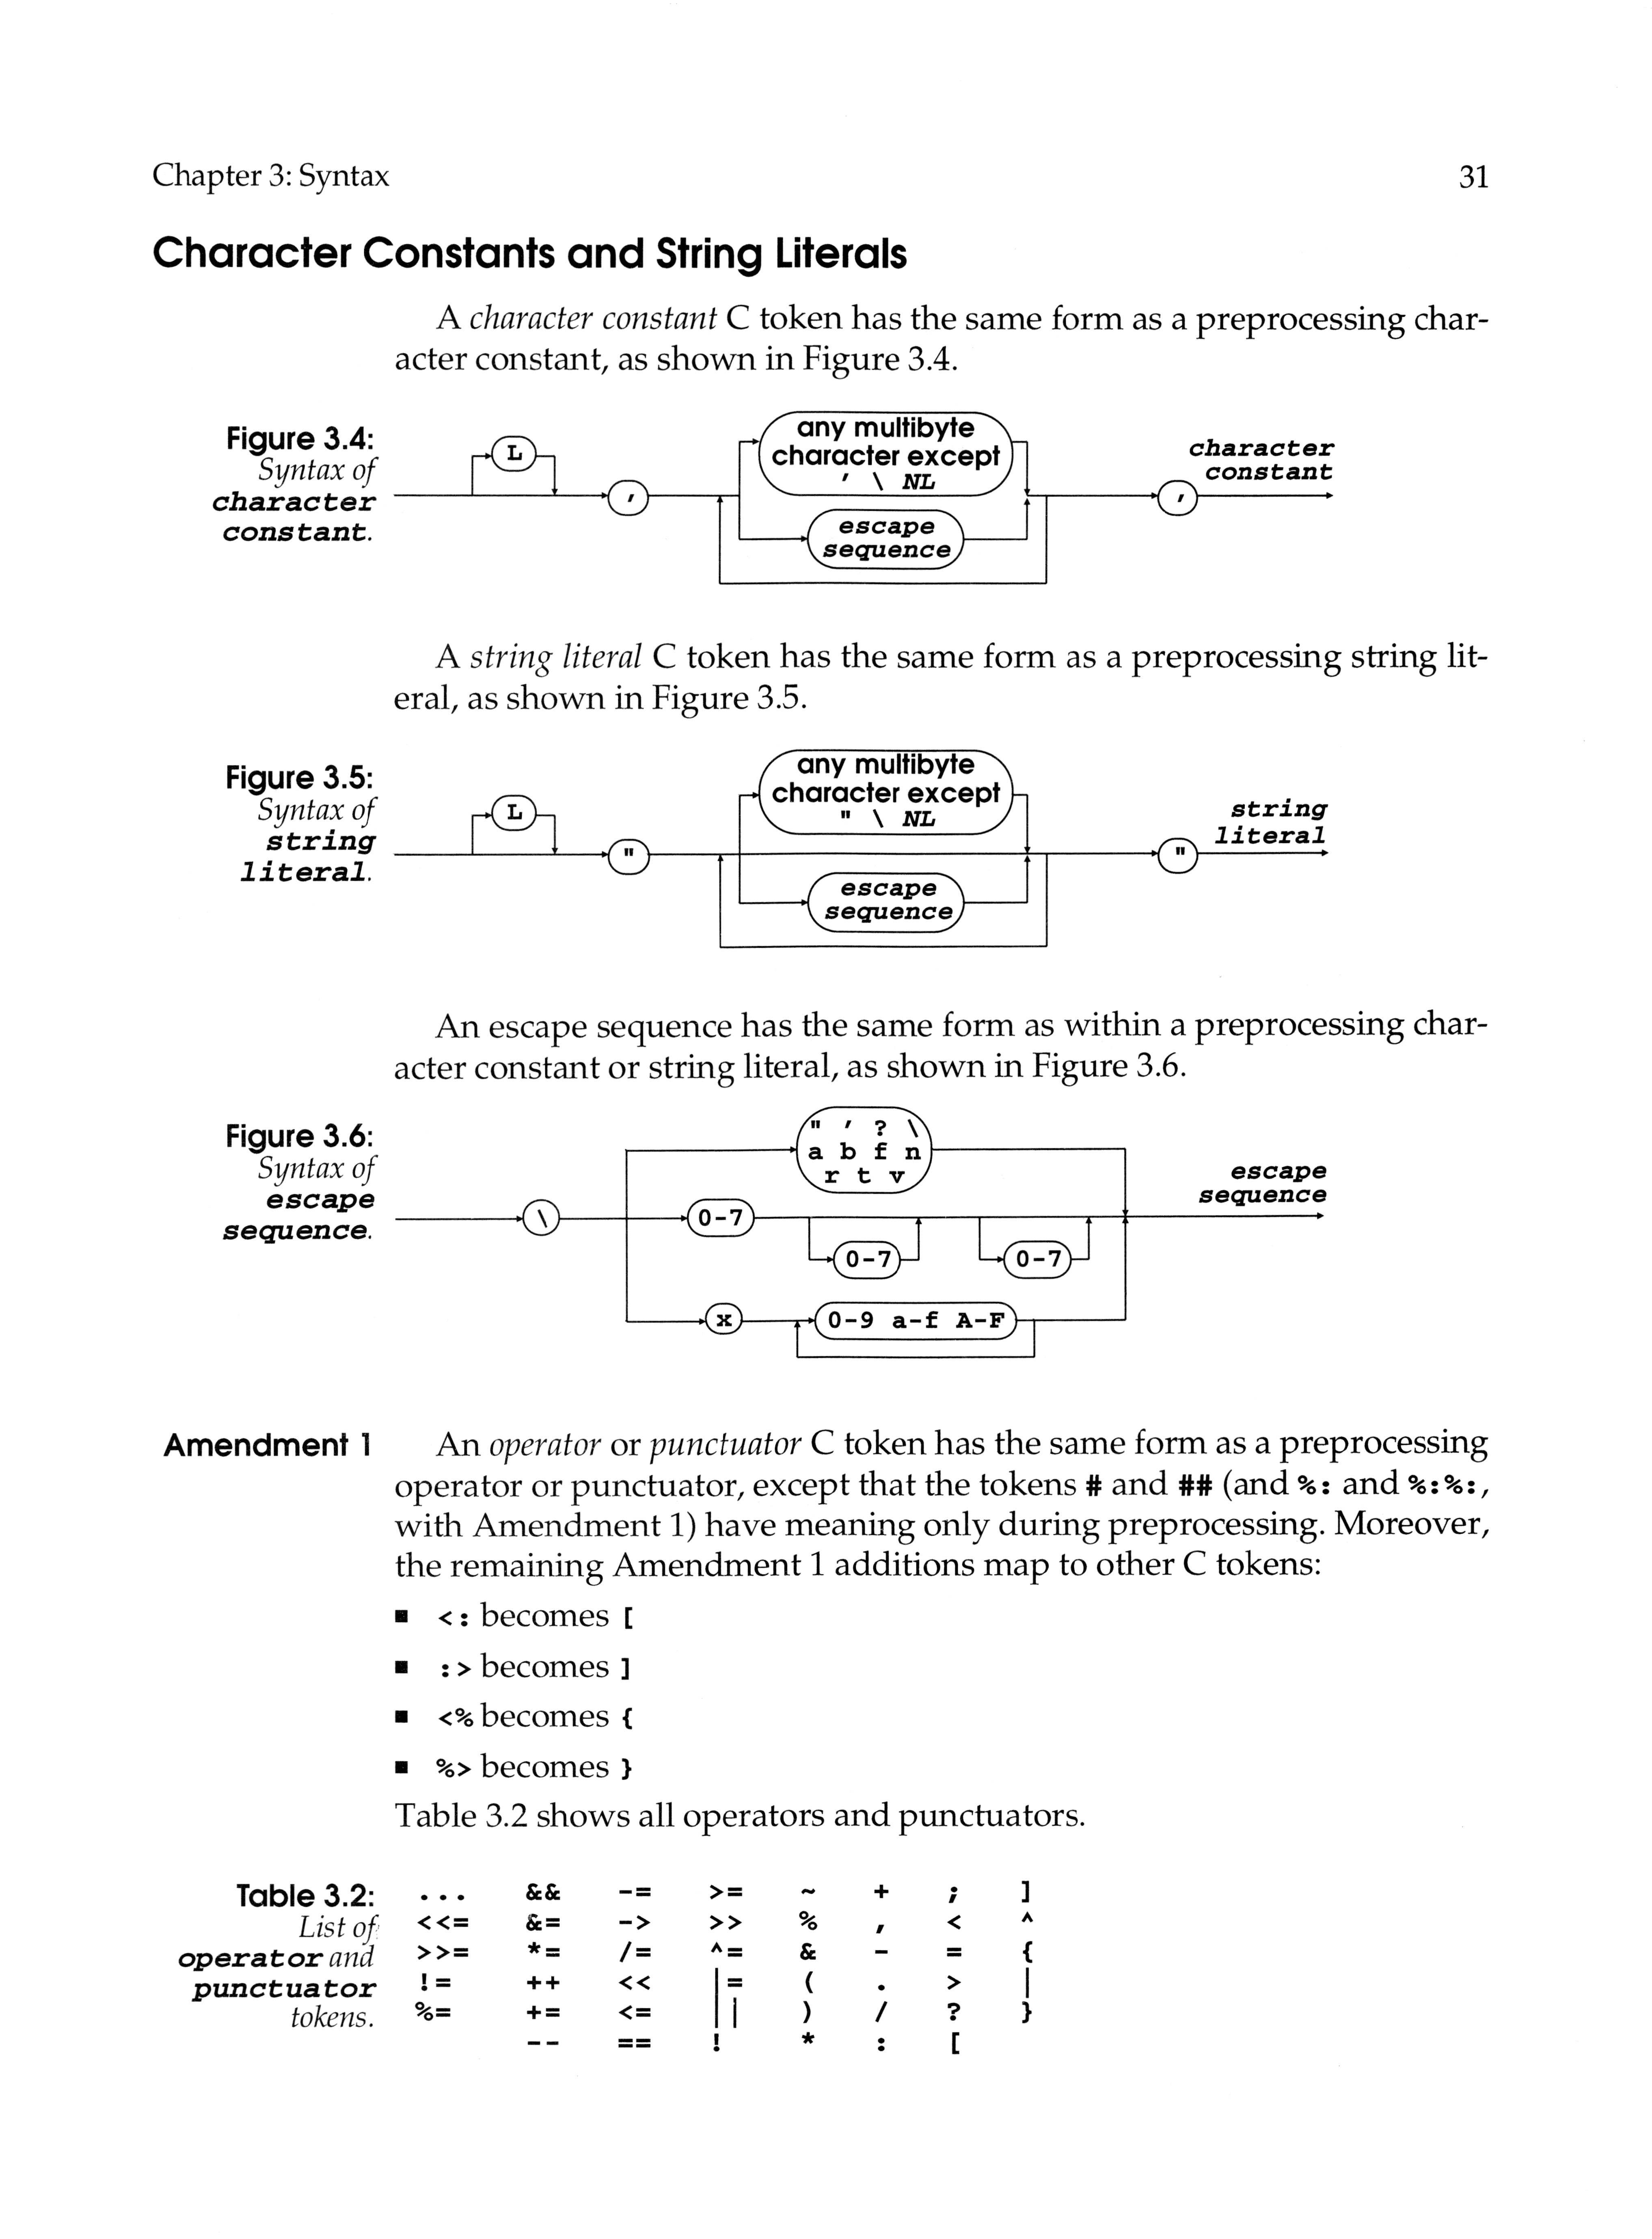 Chapter 3: Syntax 31
Character Constants and String Literals
A character constant C token has the same form as a preprocessing char-
acter constant, as shown in Figure 3.4.
Figure 3.4:
Syntax of
character
constant.
L
'
any multibyte
character except
' \ NL
escape
sequence
'
character
constant
A string literal C token has the same form as a preprocessing string lit-
eral, as shown in Figure 3.5.
Figure 3.5:
Syntax of
string
literal.
L
"
any multibyte
character except
" \ NL
escape
sequence
"
string
literal
An escape sequence has the same form as within a preprocessing char-
acter constant or string literal, as shown in Figure 3.6.
Figure 3.6:
Syntax of
escape
sequence.
\
" ' ? \
a b f n
r t v
0-7
0-7
0-7
x
0-9 a-f A-F
escape
sequence
Amendment 1
An operator or punctuator C token has the same form as a preprocessing
operator or punctuator, except that the tokens # and ## (and %: and %:%:,
with Amendment 1) have meaning only during preprocessing. Moreover,
the remaining Amendment 1 additions map to other C tokens:
■ <: becomes [
■ :> becomes ]
■ <% becomes {
■ %> becomes }
Table 3.2 shows all operators and punctuators.
Table 3.2:
List of
operator and
punctuator
tokens.
... && -= >= ~ + ; ]
<<= &= -> >> % , < ^
>>= *= /= ^= & - = {
!= ++ << |= ( . > |
%= += <= || ) / ? }
-- == ! * : [